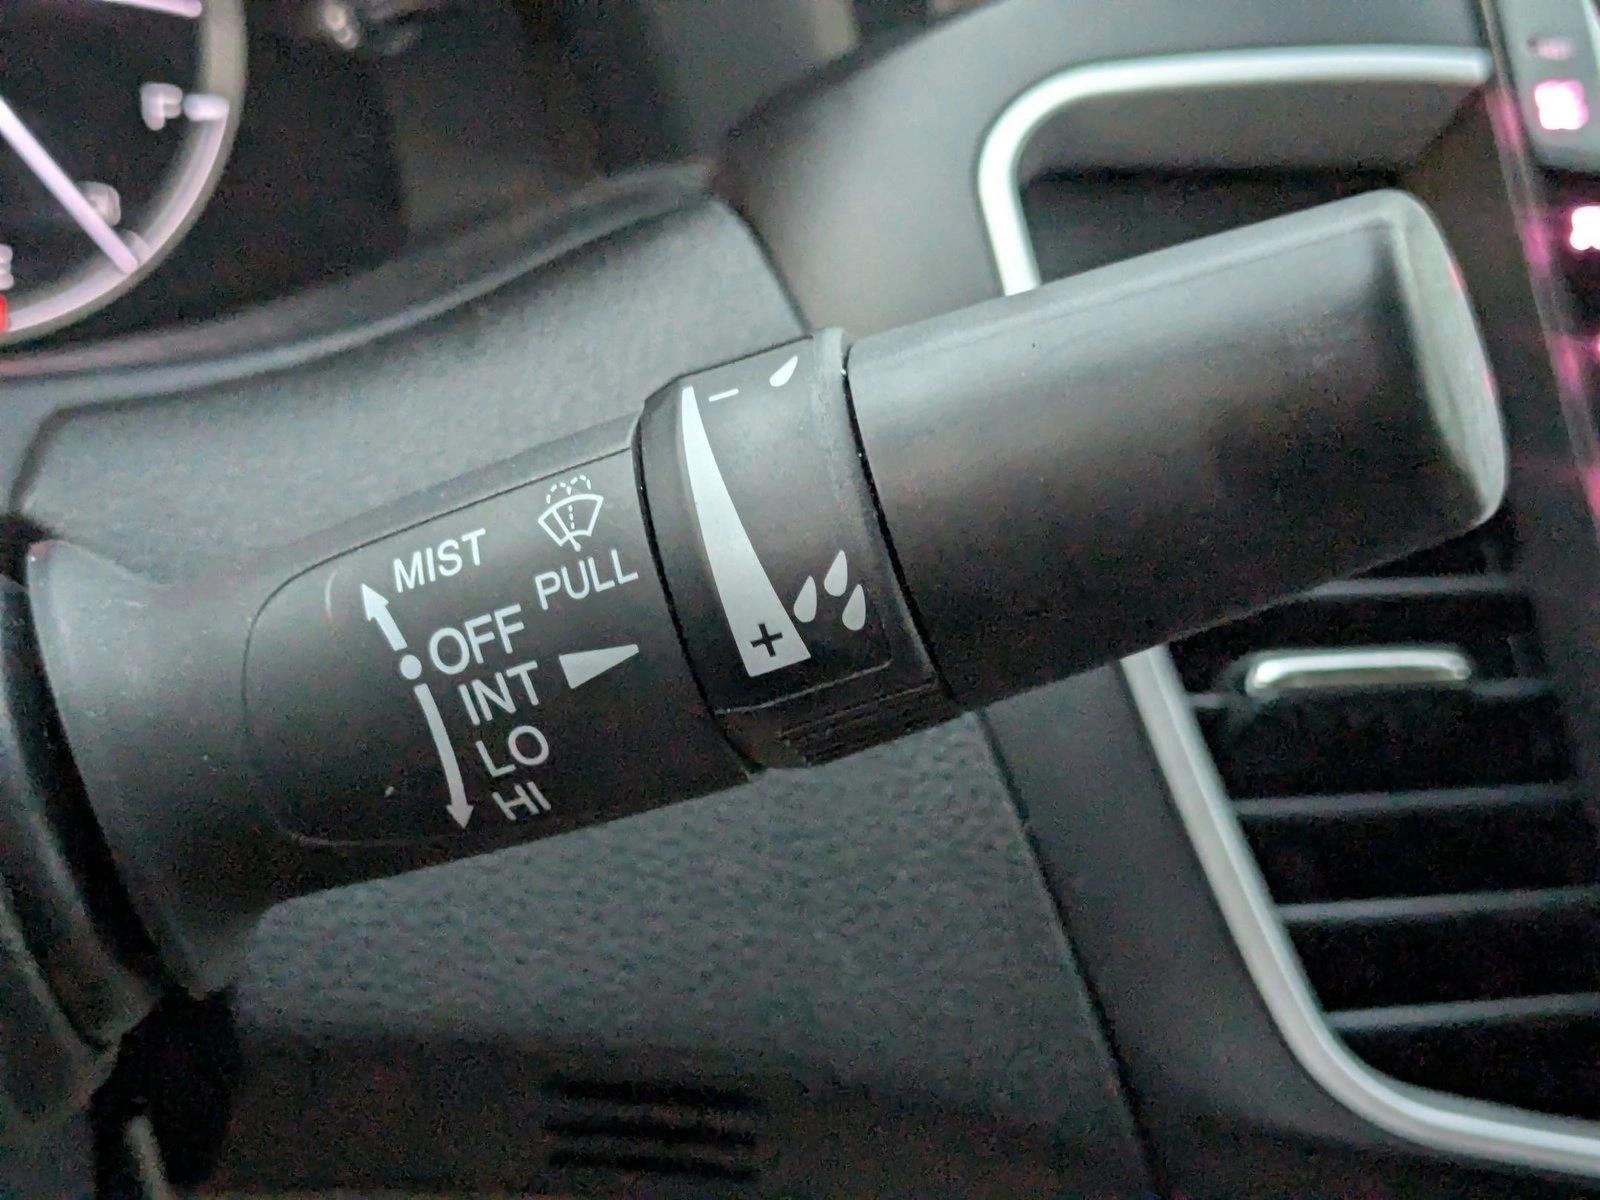 F
MIST
PULL
OFF
INT
LO
HI
−
+